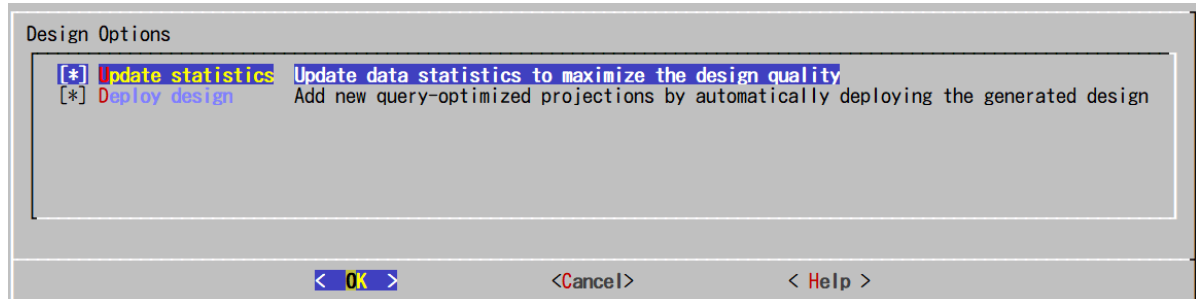 Design Options
[*] Update statistics Update data statistics to maximize the design quality
[*] Deploy design Add new query-optimized projections by automatically deploying the generated design
< OK > <Cancel> < Help >